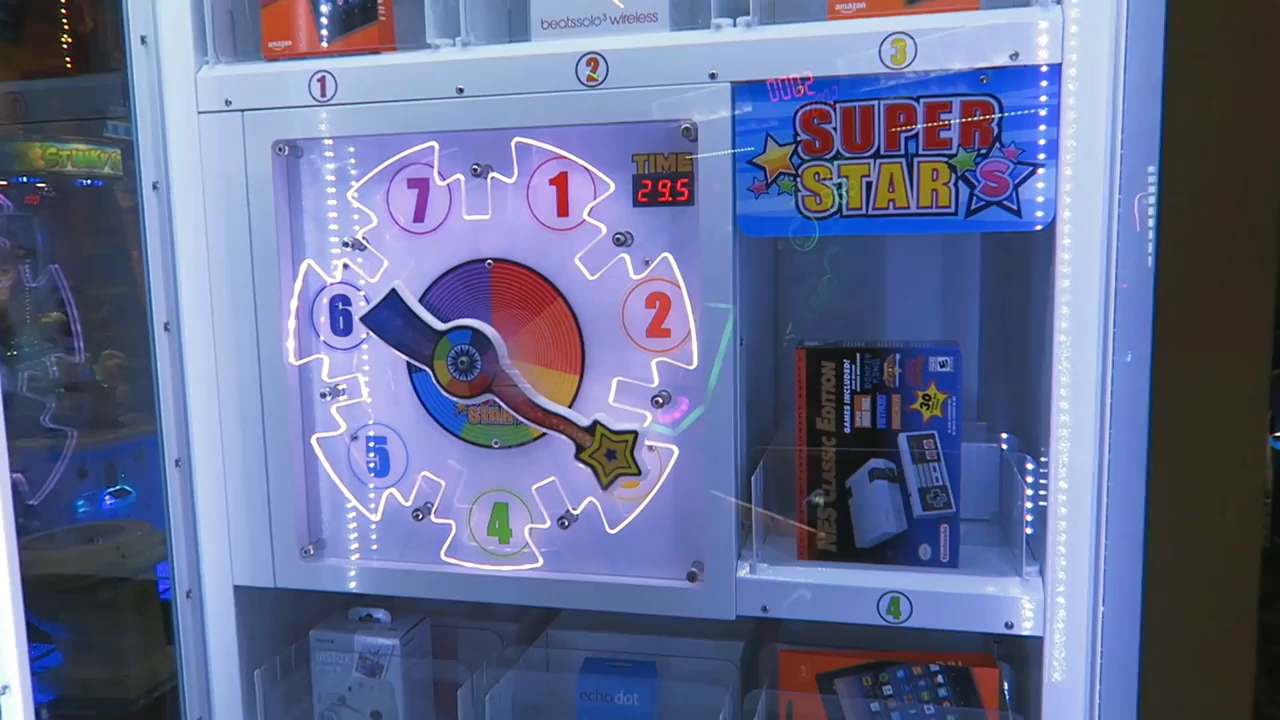 amazon
beatssolo³ wireless
amazon
1
2
3
0002
SUPER
STAR
S
TIME
29.5
7
1
6
2
5
4
STAR
NES Classic Edition
GAMES INCLUDED!
30
Nintendo
4
instax
echo dot